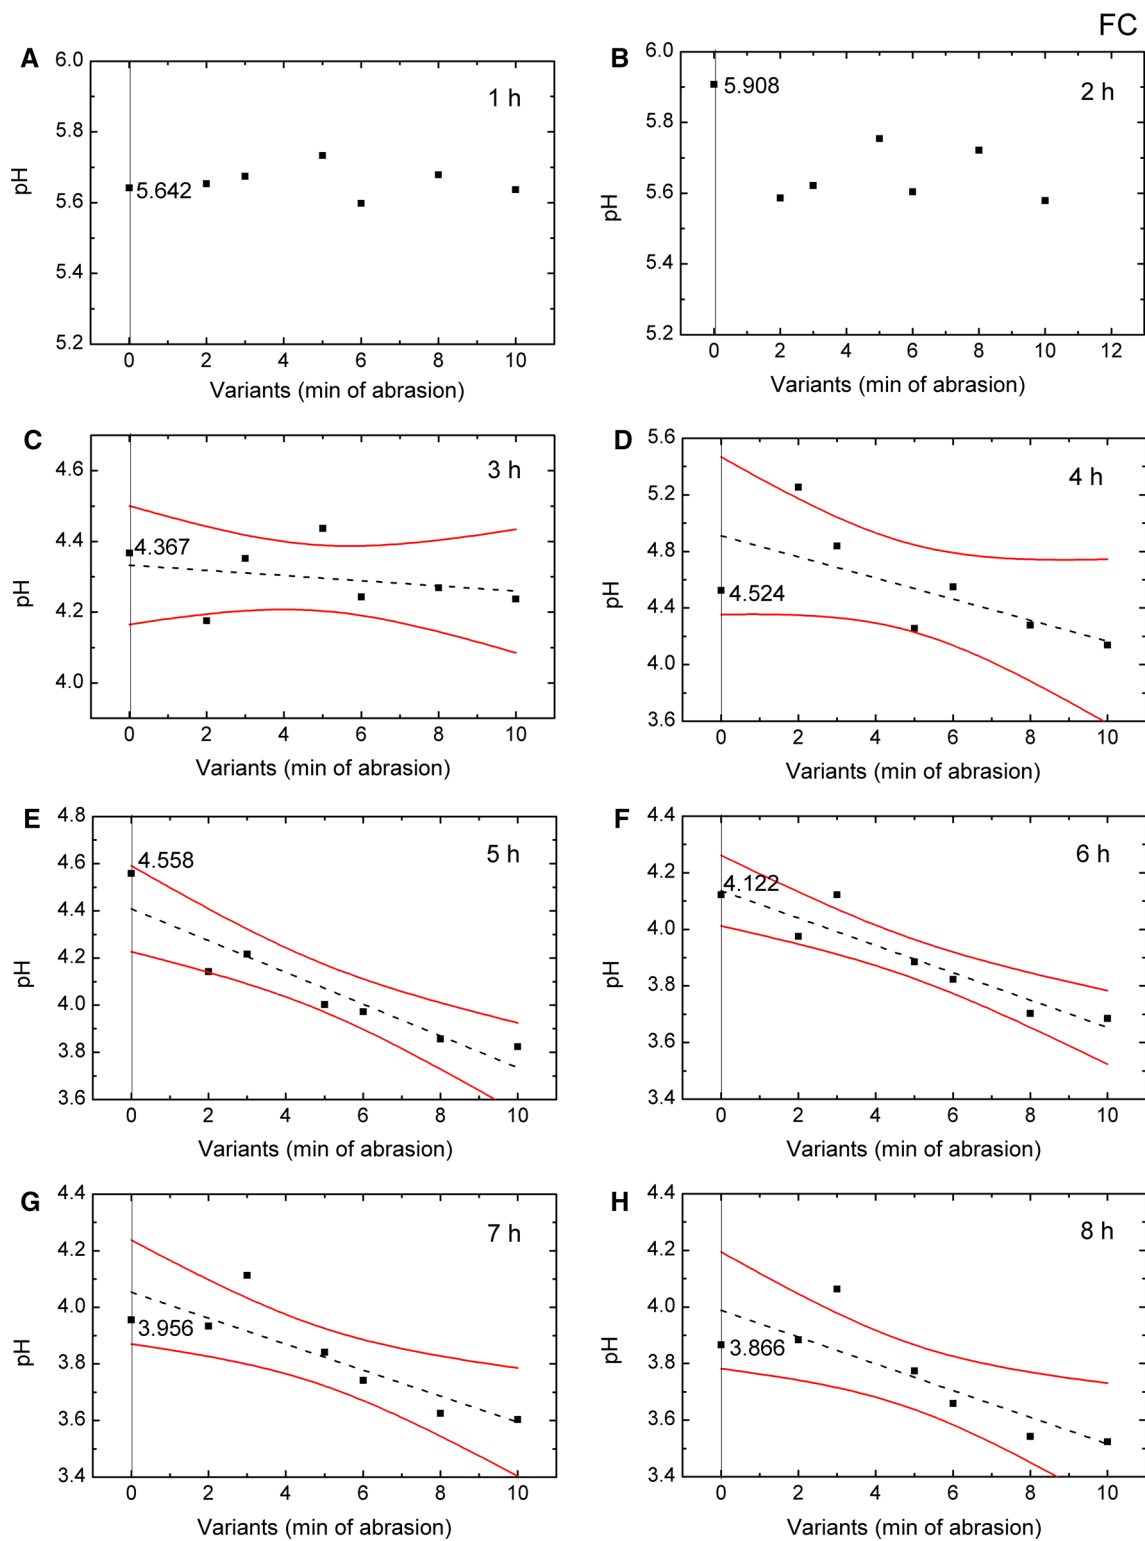 FC
A
6.0
5.8
5.6
5.4
5.2
pH
1 h
5.642
0 2 4 6 8 10
Variants (min of abrasion)
B
6.0
5.8
5.6
5.4
5.2
pH
2 h
5.908
0 2 4 6 8 10 12
Variants (min of abrasion)
C
4.6
4.4
4.2
4.0
pH
3 h
4.367
0 2 4 6 8 10
Variants (min of abrasion)
D
5.6
5.2
4.8
4.4
4.0
3.6
pH
4 h
4.524
0 2 4 6 8 10
Variants (min of abrasion)
E
4.8
4.6
4.4
4.2
4.0
3.8
3.6
pH
5 h
4.558
0 2 4 6 8 10
Variants (min of abrasion)
F
4.4
4.2
4.0
3.8
3.6
3.4
pH
6 h
4.122
0 2 4 6 8 10
Variants (min of abrasion)
G
4.4
4.2
4.0
3.8
3.6
3.4
pH
7 h
3.956
0 2 4 6 8 10
Variants (min of abrasion)
H
4.4
4.2
4.0
3.8
3.6
3.4
pH
8 h
3.866
0 2 4 6 8 10
Variants (min of abrasion)